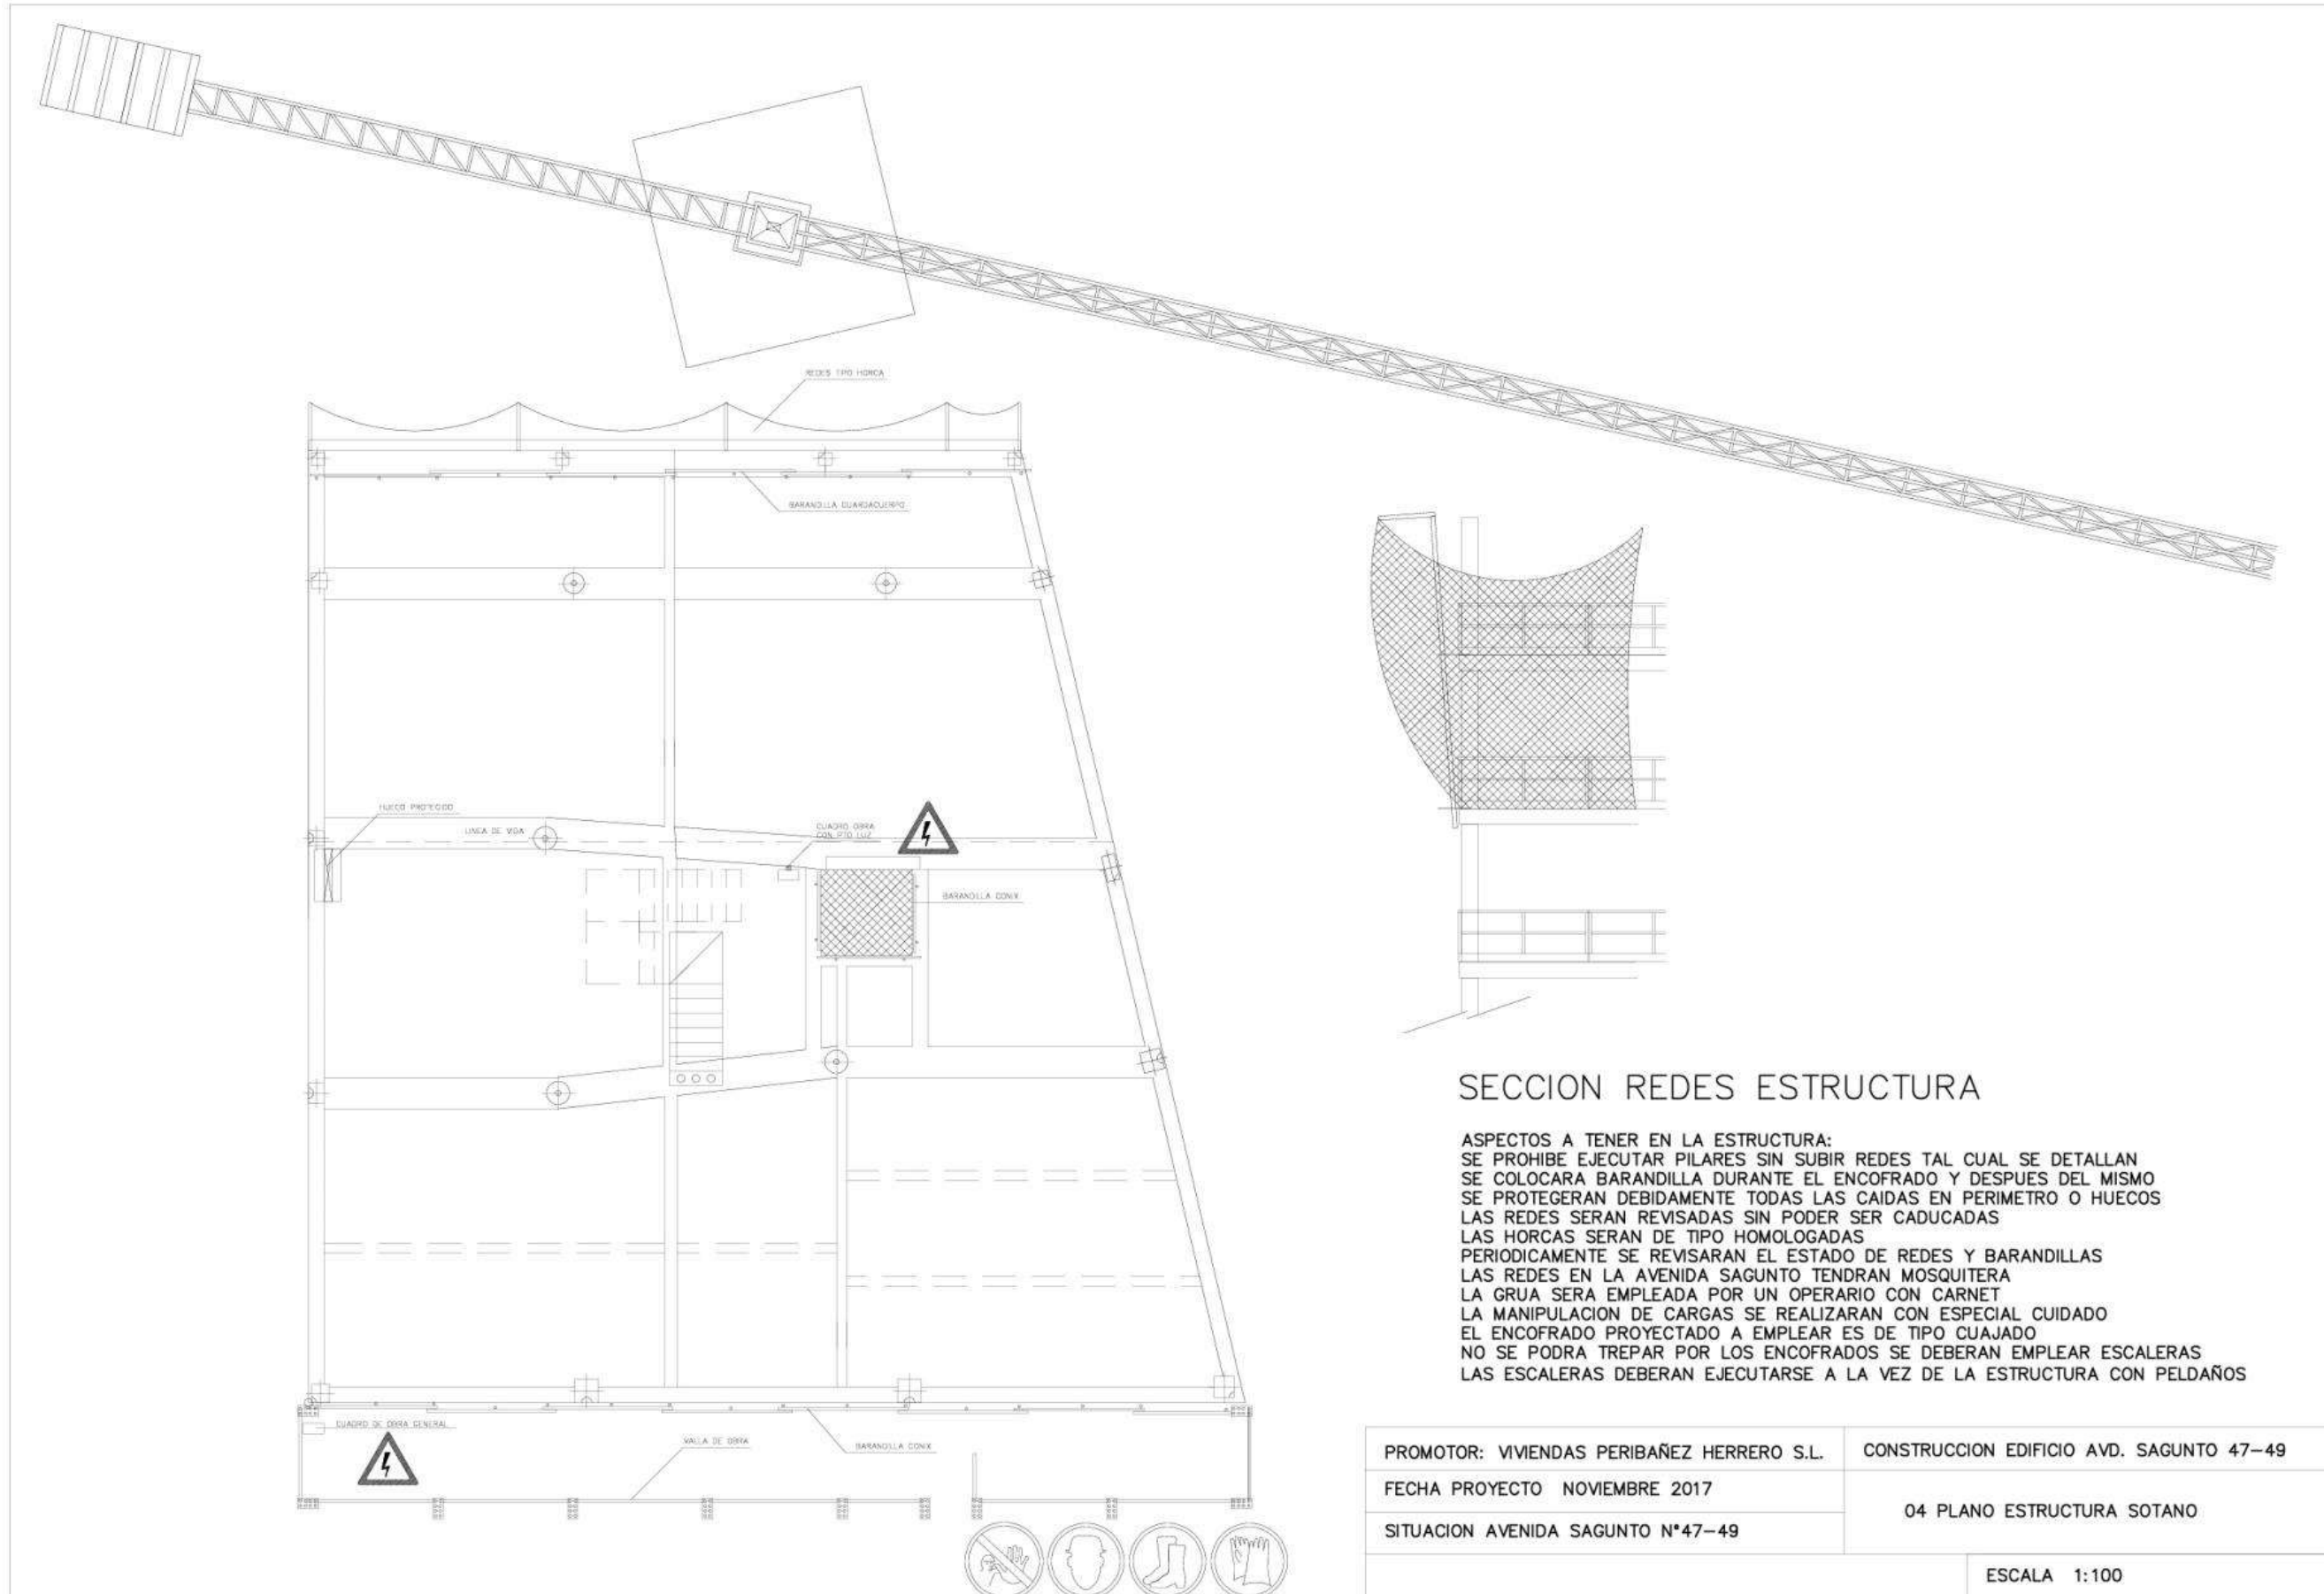 REDES TIPO HORCA
BARANDILLA GUARDACUERPO
HUECO PROTEGIDO
LINEA DE VIDA
CUADRO OBRA
CON PTO LUZ
BARANDILLA CONIX
CUADRO DE OBRA GENERAL
VALLA DE OBRA
BARANDILLA CONIX
SECCION REDES ESTRUCTURA
ASPECTOS A TENER EN LA ESTRUCTURA:
SE PROHIBE EJECUTAR PILARES SIN SUBIR REDES TAL CUAL SE DETALLAN
SE COLOCARA BARANDILLA DURANTE EL ENCOFRADO Y DESPUES DEL MISMO
SE PROTEGERAN DEBIDAMENTE TODAS LAS CAIDAS EN PERIMETRO O HUECOS
LAS REDES SERAN REVISADAS SIN PODER SER CADUCADAS
LAS HORCAS SERAN DE TIPO HOMOLOGADAS
PERIODICAMENTE SE REVISARAN EL ESTADO DE REDES Y BARANDILLAS
LAS REDES EN LA AVENIDA SAGUNTO TENDRAN MOSQUITERA
LA GRUA SERA EMPLEADA POR UN OPERARIO CON CARNET
LA MANIPULACION DE CARGAS SE REALIZARAN CON ESPECIAL CUIDADO
EL ENCOFRADO PROYECTADO A EMPLEAR ES DE TIPO CUAJADO
NO SE PODRA TREPAR POR LOS ENCOFRADOS SE DEBERAN EMPLEAR ESCALERAS
LAS ESCALERAS DEBERAN EJECUTARSE A LA VEZ DE LA ESTRUCTURA CON PELDAÑOS
PROMOTOR: VIVIENDAS PERIBAÑEZ HERRERO S.L.
CONSTRUCCION EDIFICIO AVD. SAGUNTO 47-49
FECHA PROYECTO NOVIEMBRE 2017
04 PLANO ESTRUCTURA SOTANO
SITUACION AVENIDA SAGUNTO Nº47-49
ESCALA 1:100